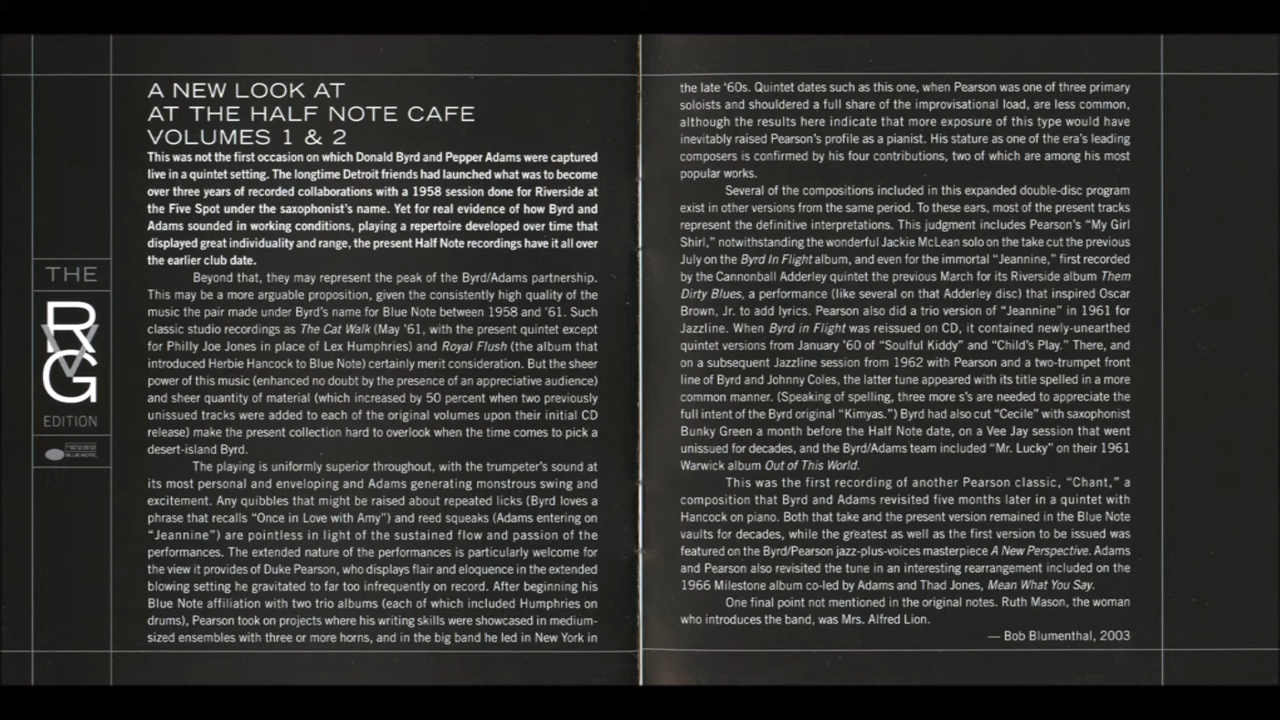 THE
RVG
EDITION
A NEW LOOK AT
AT THE HALF NOTE CAFE
VOLUMES 1 & 2
This was not the first occasion on which Donald Byrd and Pepper Adams were captured
live in a quintet setting. The longtime Detroit friends had launched what was to become
over three years of recorded collaborations with a 1958 session done for Riverside at
the Five Spot under the saxophonist's name. Yet for real evidence of how Byrd and
Adams sounded in working conditions, playing a repertoire developed over time that
displayed great individuality and range, the present Half Note recordings have it all over
the earlier club date.
Beyond that, they may represent the peak of the Byrd/Adams partnership.
This may be a more arguable proposition, given the consistently high quality of the
music the pair made under Byrd's name for Blue Note between 1958 and '61. Such
classic studio recordings as The Cat Walk (May '61, with the present quintet except
for Philly Joe Jones in place of Lex Humphries) and Royal Flush (the album that
introduced Herbie Hancock to Blue Note) certainly merit consideration. But the sheer
power of this music (enhanced no doubt by the presence of an appreciative audience)
and sheer quantity of material (which increased by 50 percent when two previously
unissued tracks were added to each of the original volumes upon their initial CD
release) make the present collection hard to overlook when the time comes to pick a
desert-island Byrd.
The playing is uniformly superior throughout, with the trumpeter's sound at
its most personal and enveloping and Adams generating monstrous swing and
excitement. Any quibbles that might be raised about repeated licks (Byrd loves a
phrase that recalls “Once in Love with Amy”) and reed squeaks (Adams entering on
“Jeannine”) are pointless in light of the sustained flow and passion of the
performances. The extended nature of the performances is particularly welcome for
the view it provides of Duke Pearson, who displays flair and eloquence in the extended
blowing setting he gravitated to far too infrequently on record. After beginning his
Blue Note affiliation with two trio albums (each of which included Humphries on
drums), Pearson took on projects where his writing skills were showcased in medium-
sized ensembles with three or more horns, and in the big band he led in New York in
the late '60s. Quintet dates such as this one, when Pearson was one of three primary
soloists and shouldered a full share of the improvisational load, are less common,
although the results here indicate that more exposure of this type would have
inevitably raised Pearson's profile as a pianist. His stature as one of the era's leading
composers is confirmed by his four contributions, two of which are among his most
popular works.
Several of the compositions included in this expanded double-disc program
exist in other versions from the same period. To these ears, most of the present tracks
represent the definitive interpretations. This judgment includes Pearson's “My Girl
Shirl,” notwithstanding the wonderful Jackie McLean solo on the take cut the previous
July on the Byrd In Flight album, and even for the immortal “Jeannine,” first recorded
by the Cannonball Adderley quintet the previous March for its Riverside album Them
Dirty Blues, a performance (like several on that Adderley disc) that inspired Oscar
Brown, Jr. to add lyrics. Pearson also did a trio version of “Jeannine” in 1961 for
Jazzline. When Byrd in Flight was reissued on CD, it contained newly-unearthed
quintet versions from January '60 of “Soulful Kiddy” and “Child's Play.” There, and
on a subsequent Jazzline session from 1962 with Pearson and a two-trumpet front
line of Byrd and Johnny Coles, the latter tune appeared with its title spelled in a more
common manner. (Speaking of spelling, three more s's are needed to appreciate the
full intent of the Byrd original “Kimyas.”) Byrd had also cut “Cecile” with saxophonist
Bunky Green a month before the Half Note date, on a Vee Jay session that went
unissued for decades, and the Byrd/Adams team included “Mr. Lucky” on their 1961
Warwick album Out of This World.
This was the first recording of another Pearson classic, “Chant,” a
composition that Byrd and Adams revisited five months later in a quintet with
Hancock on piano. Both that take and the present version remained in the Blue Note
vaults for decades, while the greatest as well as the first version to be issued was
featured on the Byrd/Pearson jazz-plus-voices masterpiece A New Perspective. Adams
and Pearson also revisited the tune in an interesting rearrangement included on the
1966 Milestone album co-led by Adams and Thad Jones, Mean What You Say.
One final point not mentioned in the original notes. Ruth Mason, the woman
who introduces the band, was Mrs. Alfred Lion.
— Bob Blumenthal, 2003